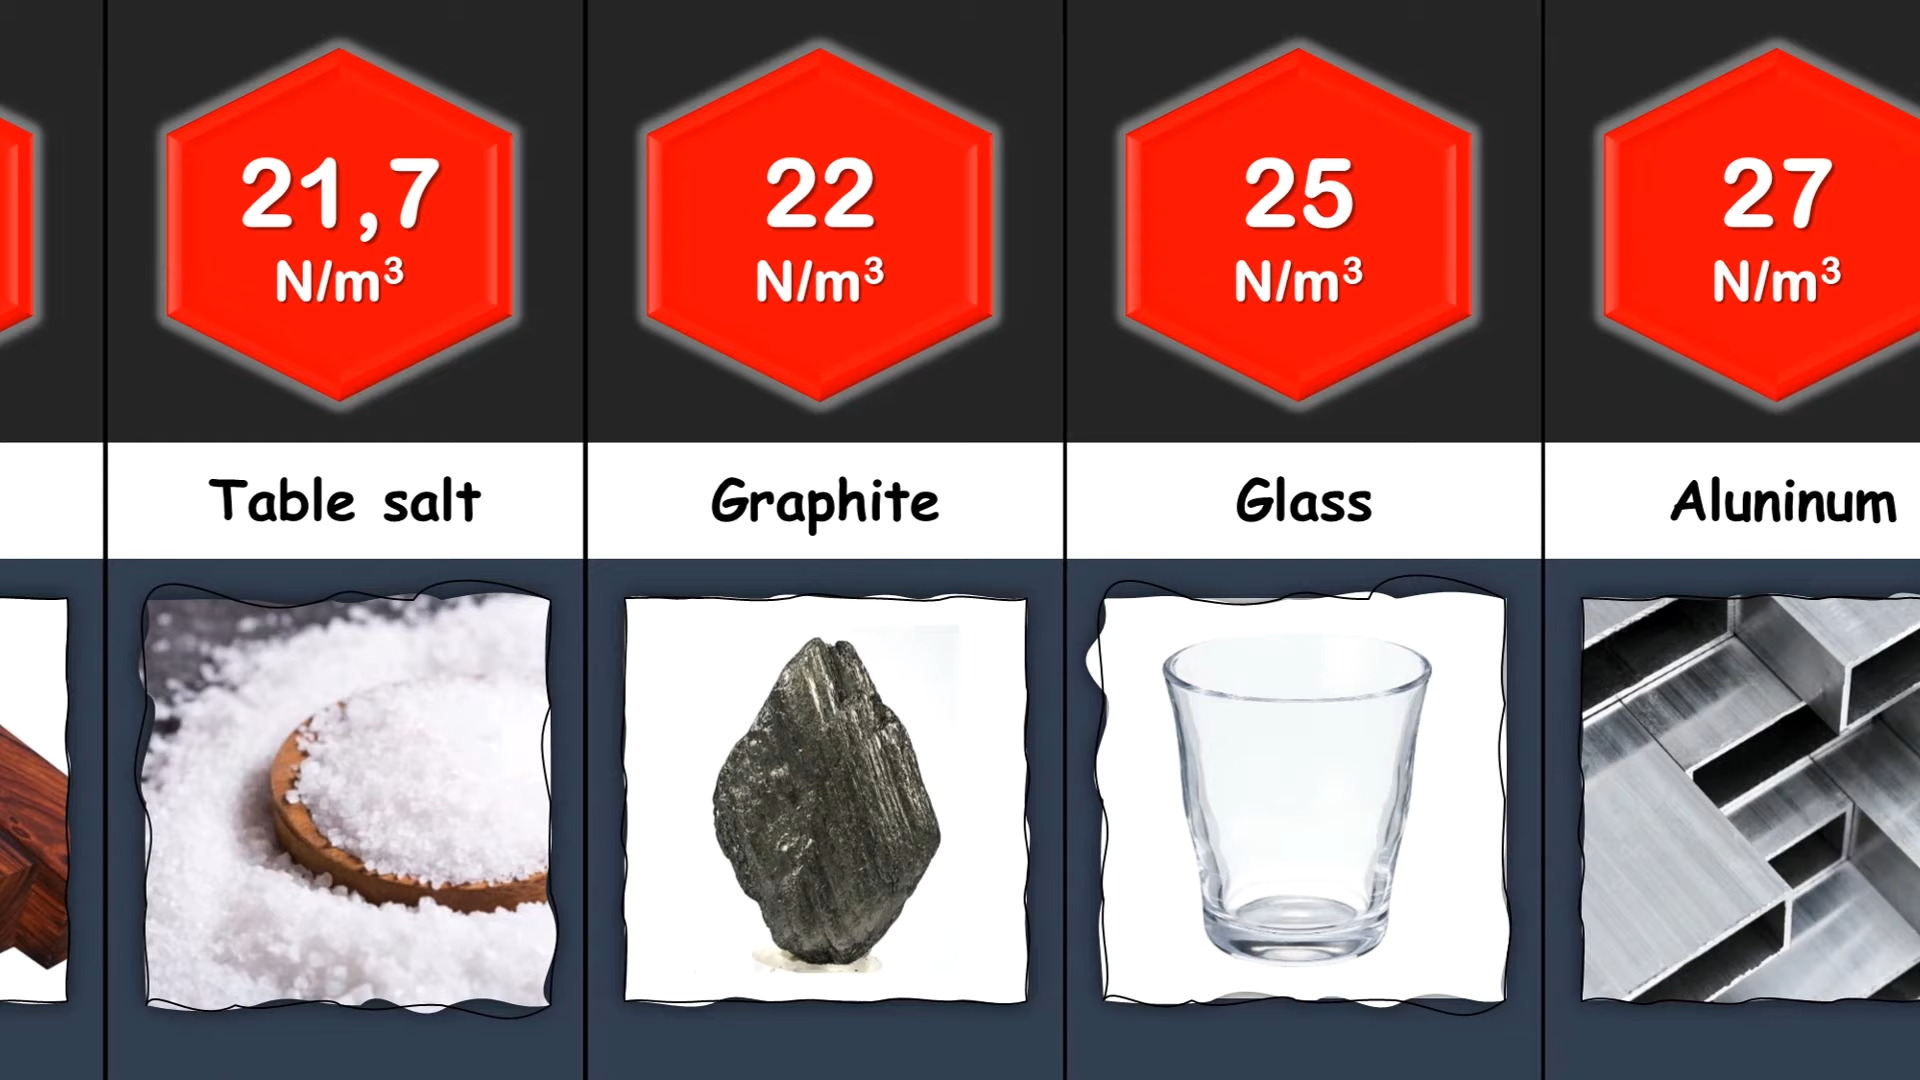 21,7
N/m³
22
N/m³
25
N/m³
27
N/m³
Table salt
Graphite
Glass
Aluninum